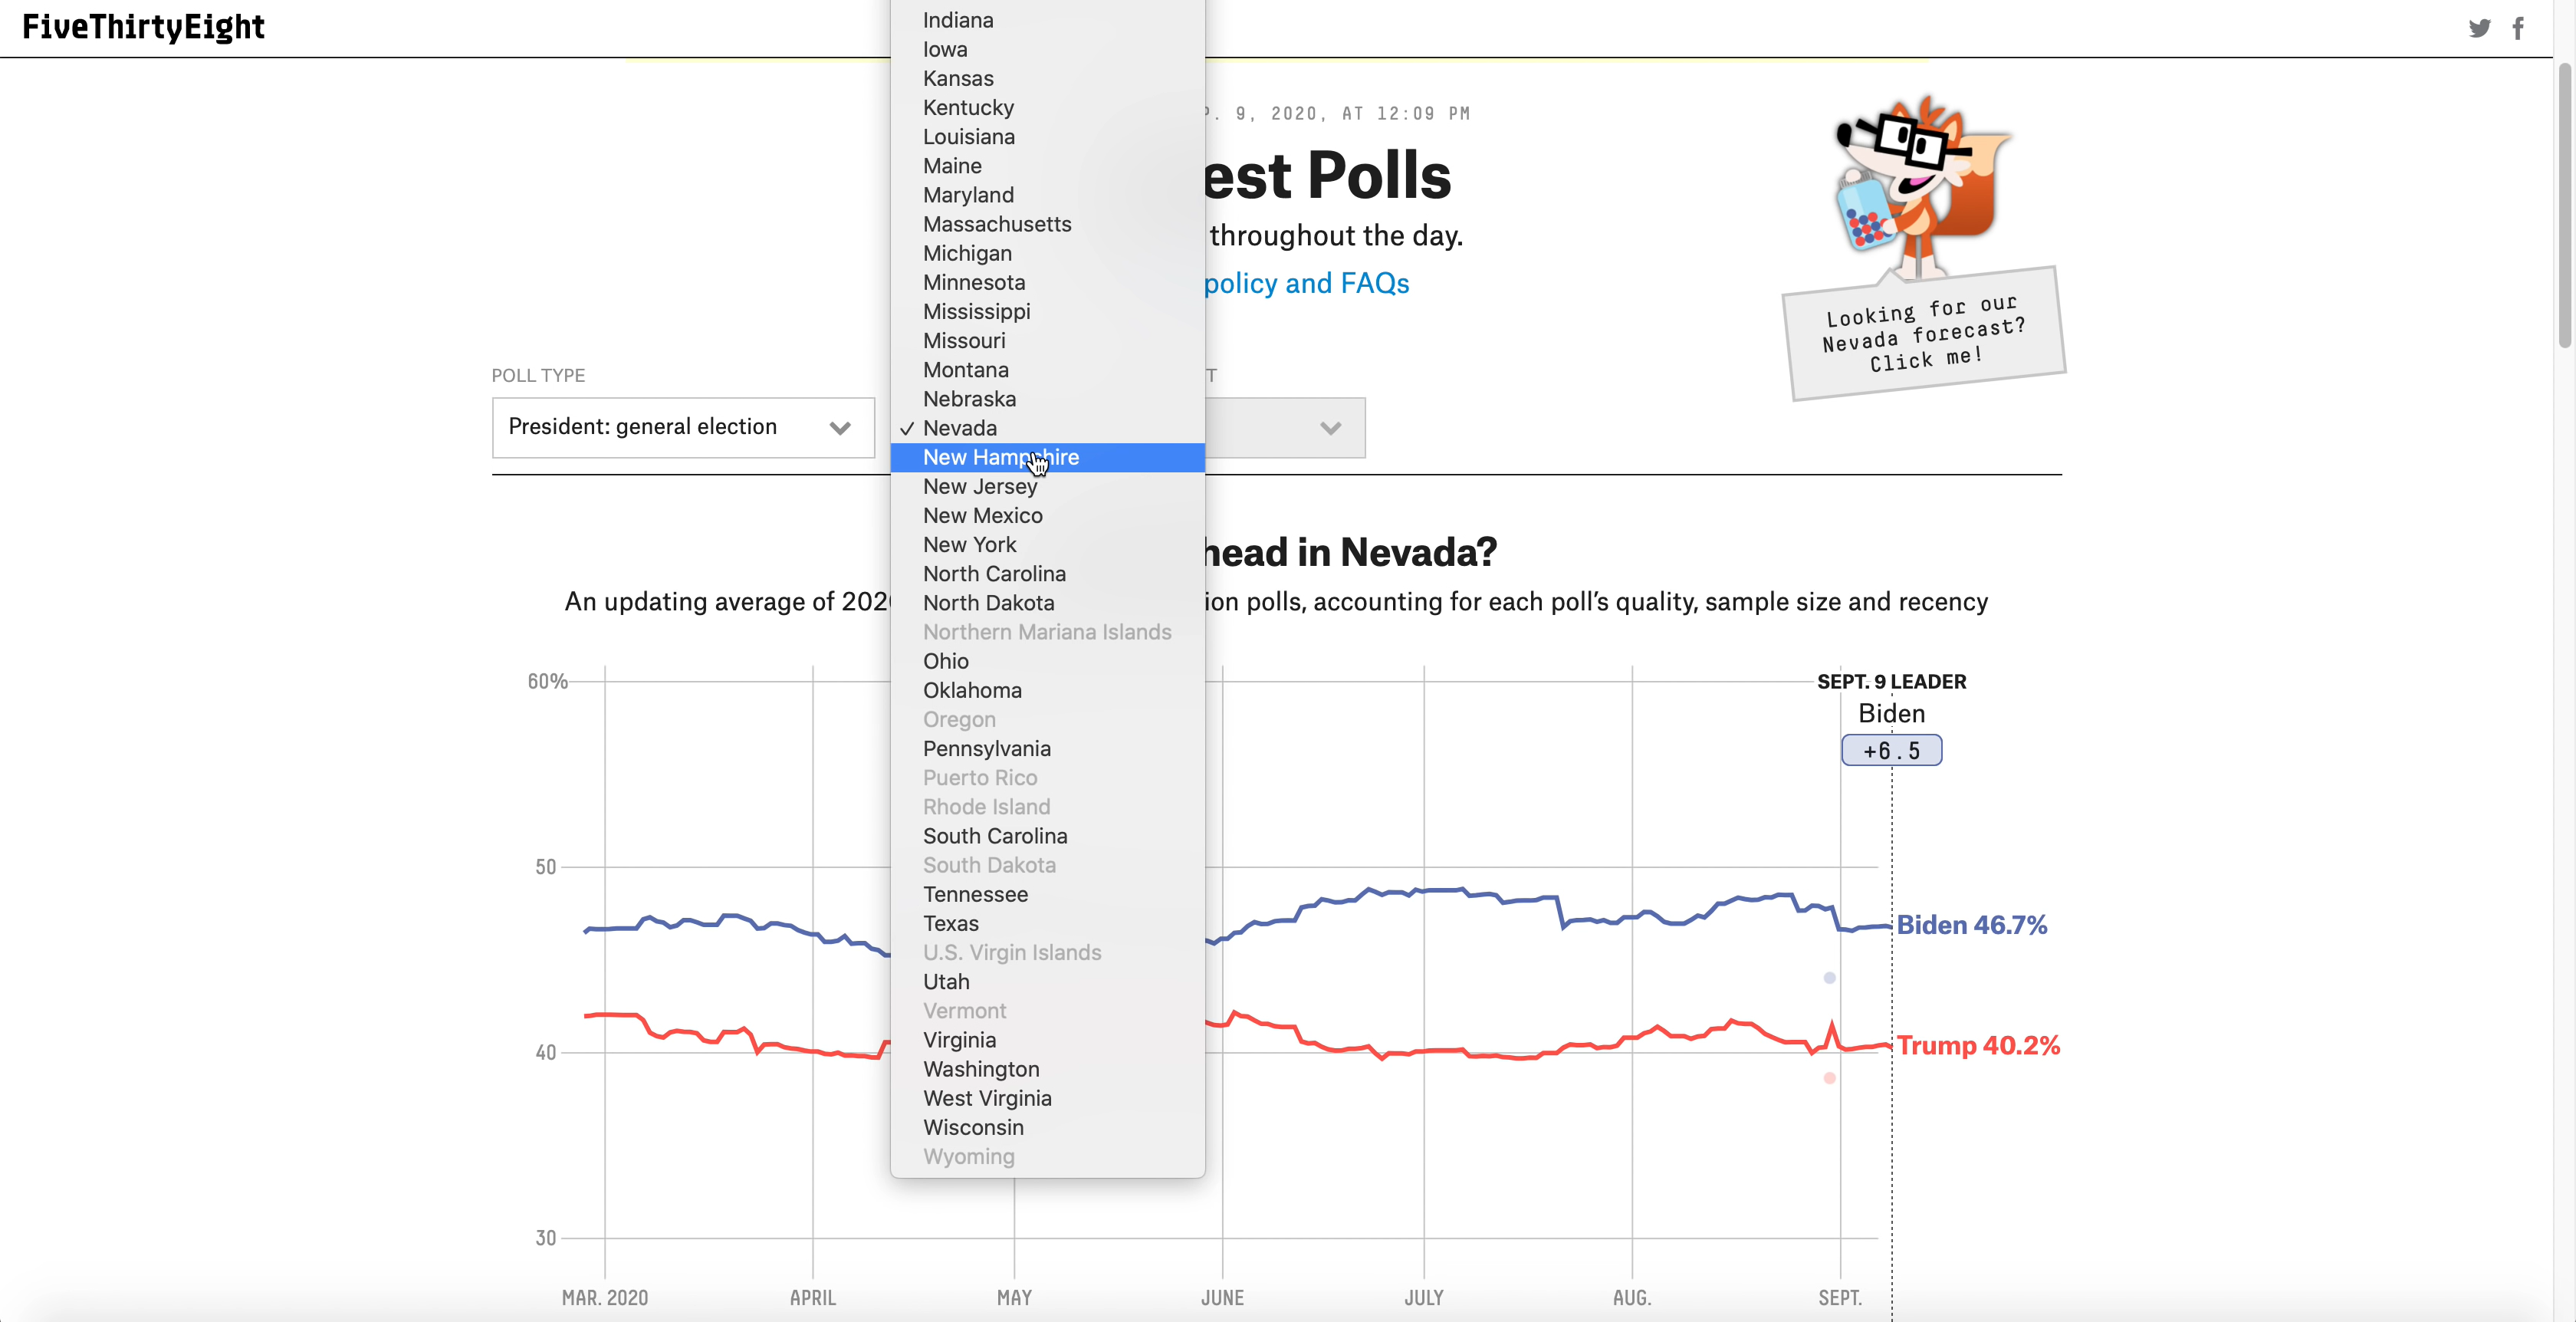 FiveThirtyEight
Indiana
Iowa
Kansas
Kentucky
Louisiana
Maine
Maryland
Massachusetts
Michigan
Minnesota
Mississippi
Missouri
Montana
Nebraska
✓ Nevada
New Hampshire
New Jersey
New Mexico
New York
North Carolina
North Dakota
Northern Mariana Islands
Ohio
Oklahoma
Oregon
Pennsylvania
Puerto Rico
Rhode Island
South Carolina
South Dakota
Tennessee
Texas
U.S. Virgin Islands
Utah
Vermont
Virginia
Washington
West Virginia
Wisconsin
Wyoming
P. 9, 2020, AT 12:09 PM
est Polls
throughout the day.
policy and FAQs
Looking for our
Nevada forecast?
Click me!
POLL TYPE
President: general election
T
head in Nevada?
An updating average of 202
ion polls, accounting for each poll's quality, sample size and recency
60%
50
40
30
SEPT. 9 LEADER
Biden
+6.5
Biden 46.7%
Trump 40.2%
MAR. 2020
APRIL
MAY
JUNE
JULY
AUG.
SEPT.